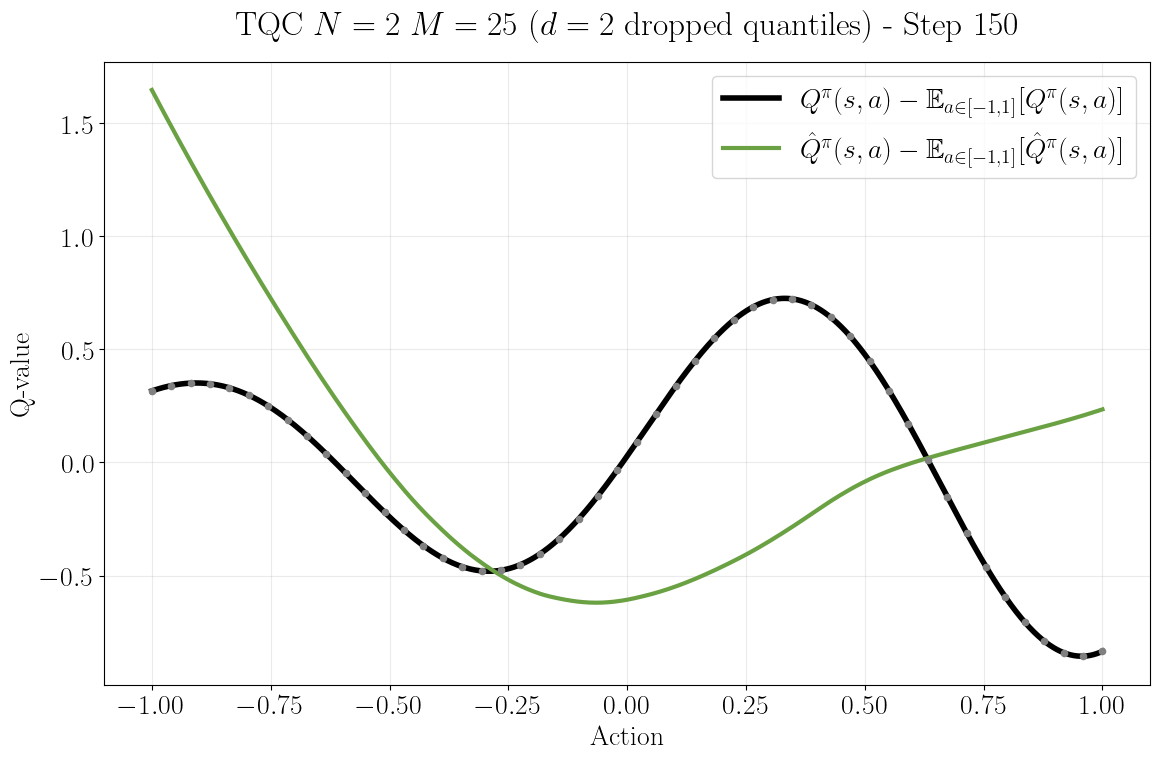 TQC N = 2 M = 25 (d = 2 dropped quantiles) - Step 150
Q^π(s, a) − 𝔼_{a∈[−1,1]}[Q^π(s, a)]
Q̂^π(s, a) − 𝔼_{a∈[−1,1]}[Q̂^π(s, a)]
1.5
1.0
0.5
0.0
−0.5
Q-value
−1.00 −0.75 −0.50 −0.25 0.00 0.25 0.50 0.75 1.00
Action